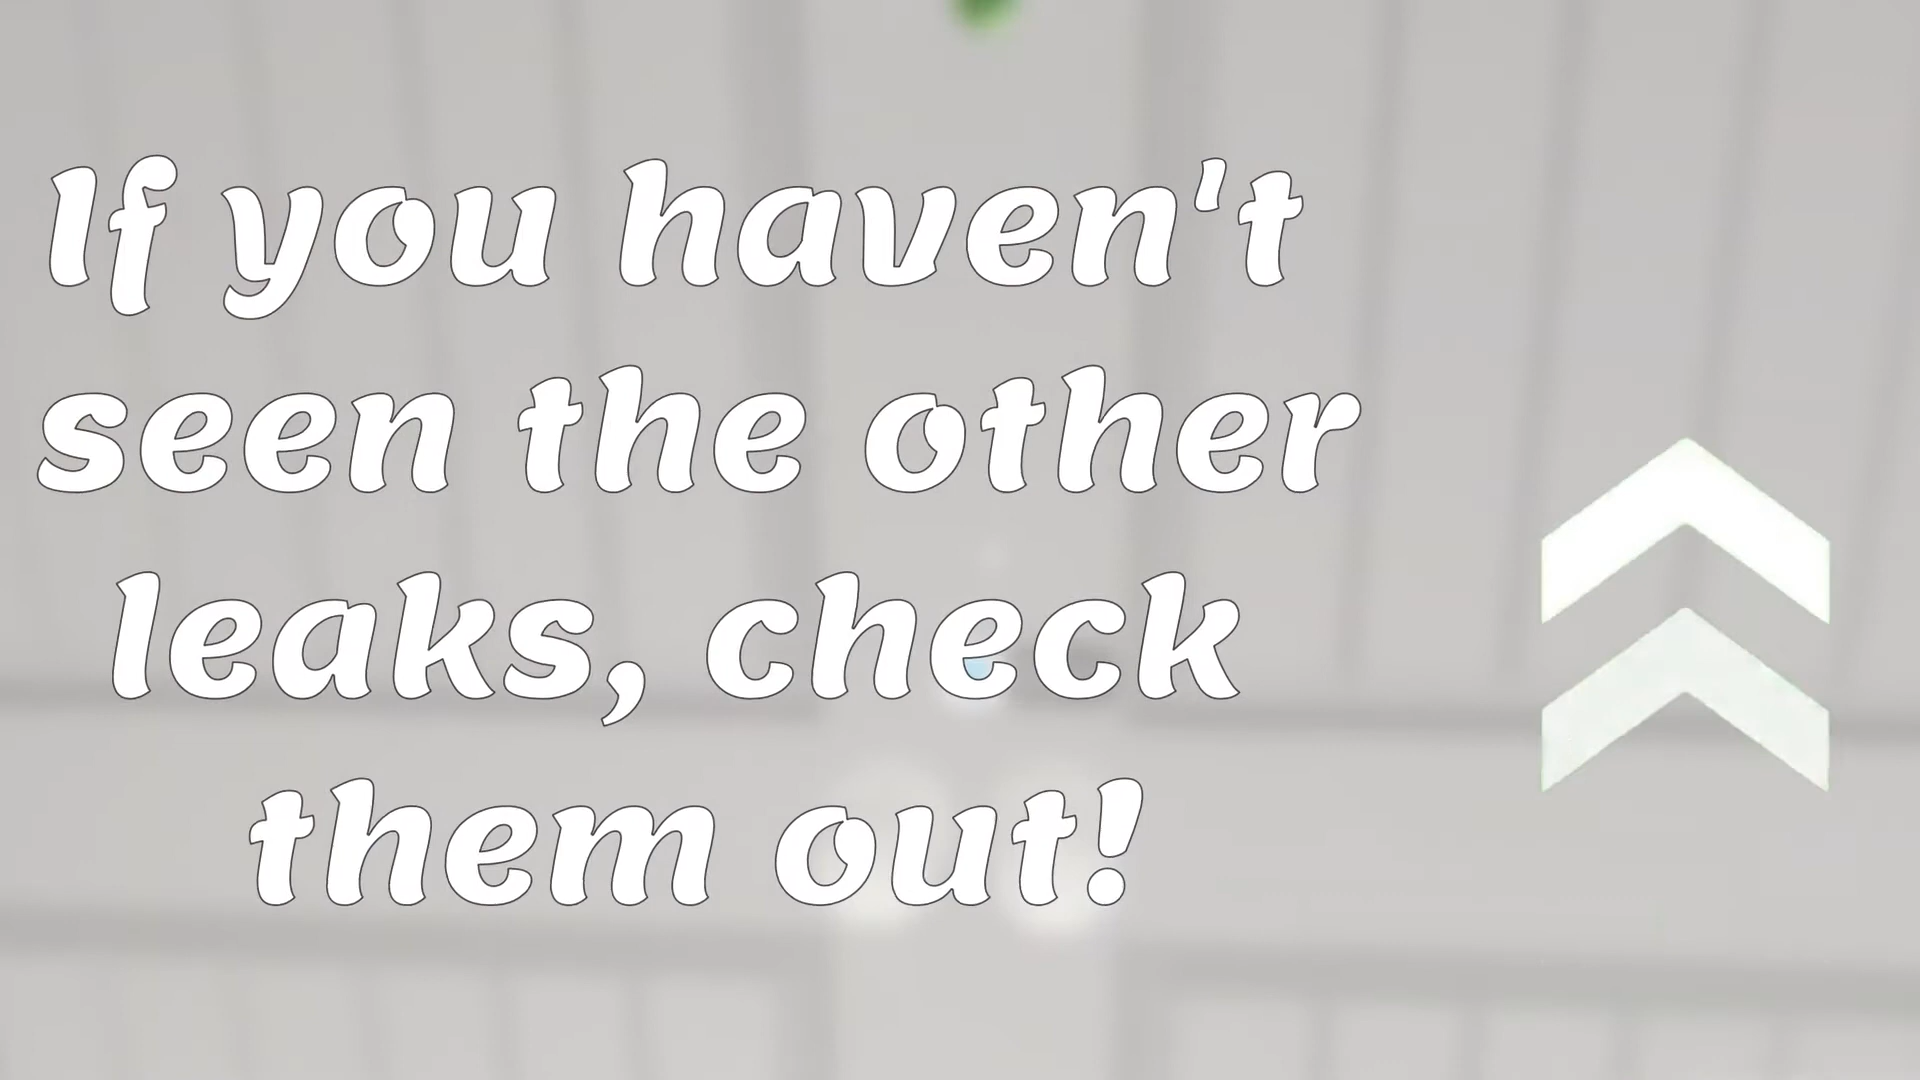 If you haven't
seen the other
leaks, check
them out!